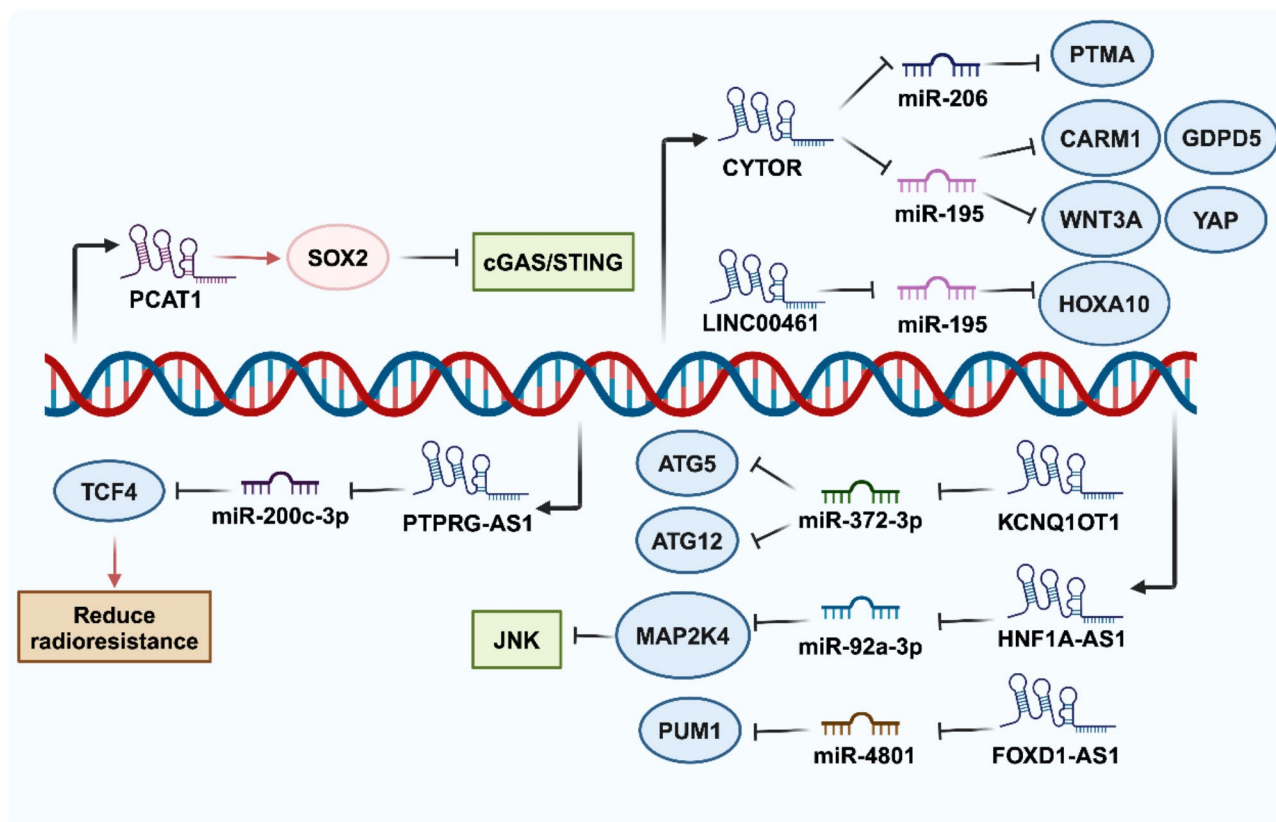 PTMA
miR-206
CYTOR
CARM1
GDPD5
miR-195
WNT3A
YAP
PCAT1
SOX2
cGAS/STING
LINC00461
miR-195
HOXA10
TCF4
miR-200c-3p
PTPRG-AS1
ATG5
ATG12
miR-372-3p
KCNQ1OT1
Reduce
radioresistance
JNK
MAP2K4
miR-92a-3p
HNF1A-AS1
PUM1
miR-4801
FOXD1-AS1